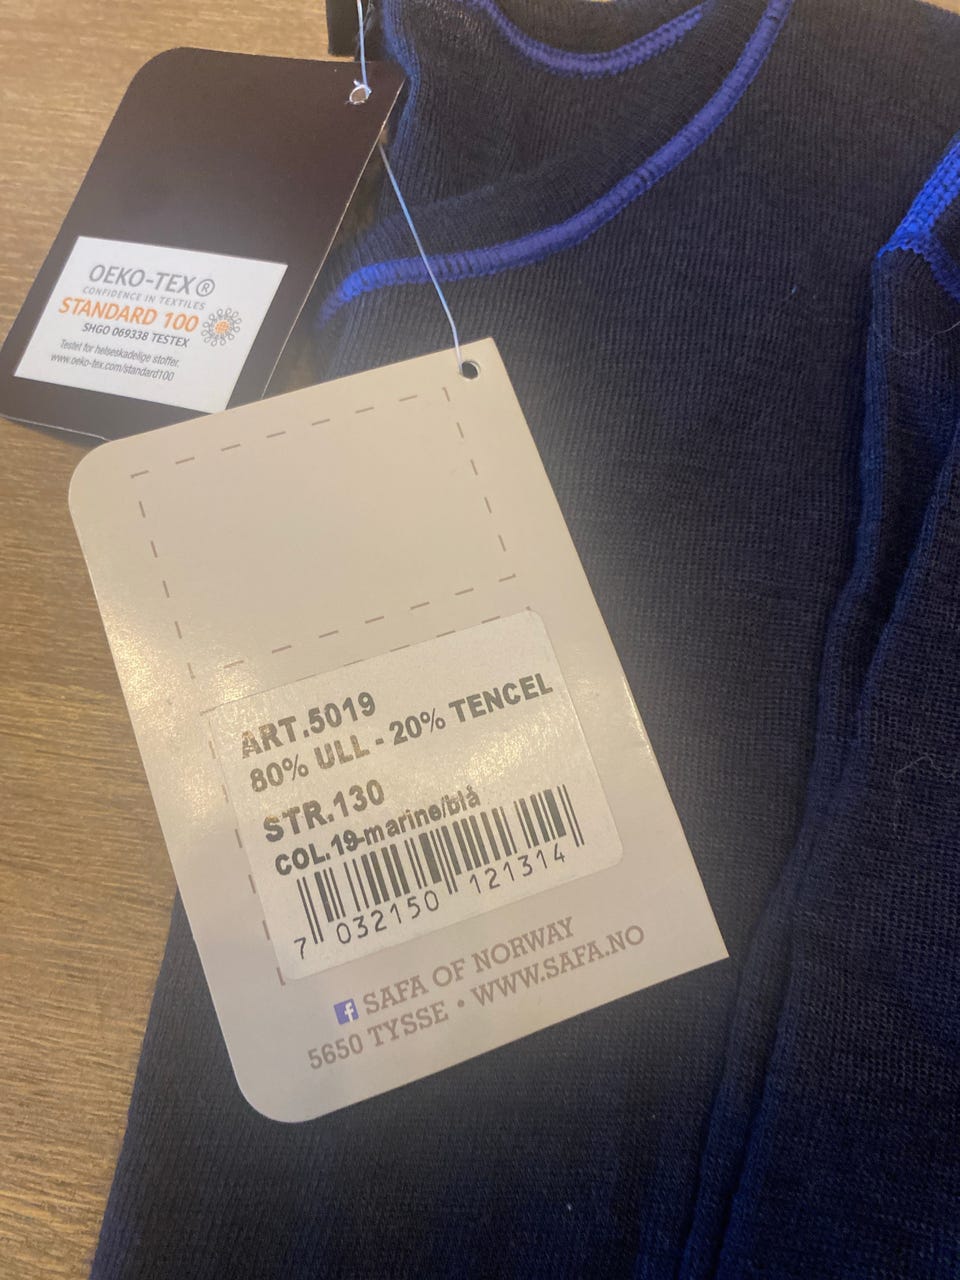 OEKO-TEX®
CONFIDENCE IN TEXTILES
STANDARD 100
SHGO 069338 TESTEX
Testet for helseskadelige stoffer.
www.oeko-tex.com/standard100
ART.5019
80% ULL - 20% TENCEL
STR.130
COL.19-marine/blå
7 032150 121314
f SAFA OF NORWAY
5650 TYSSE • WWW.SAFA.NO